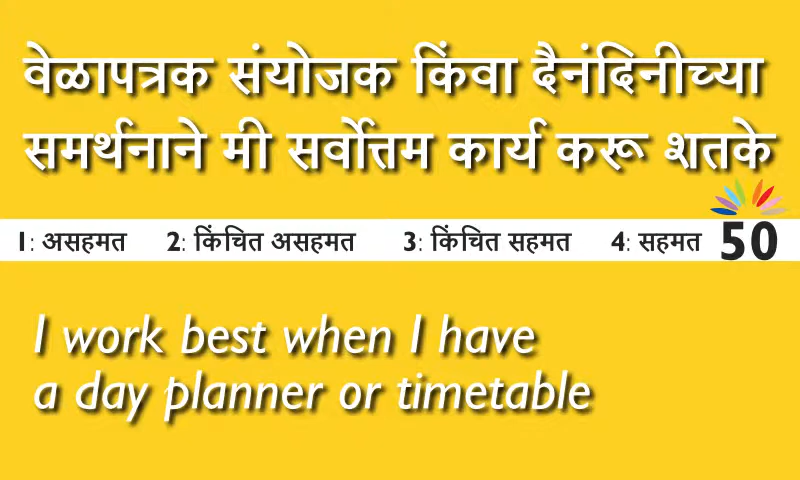 वेळापत्रक संयोजक किंवा दैनंदिनीच्या
समर्थनाने मी सर्वोत्तम कार्य करू शतके
1: असहमत 2: किंचित असहमत 3: किंचित सहमत 4: सहमत 50
I work best when I have
a day planner or timetable